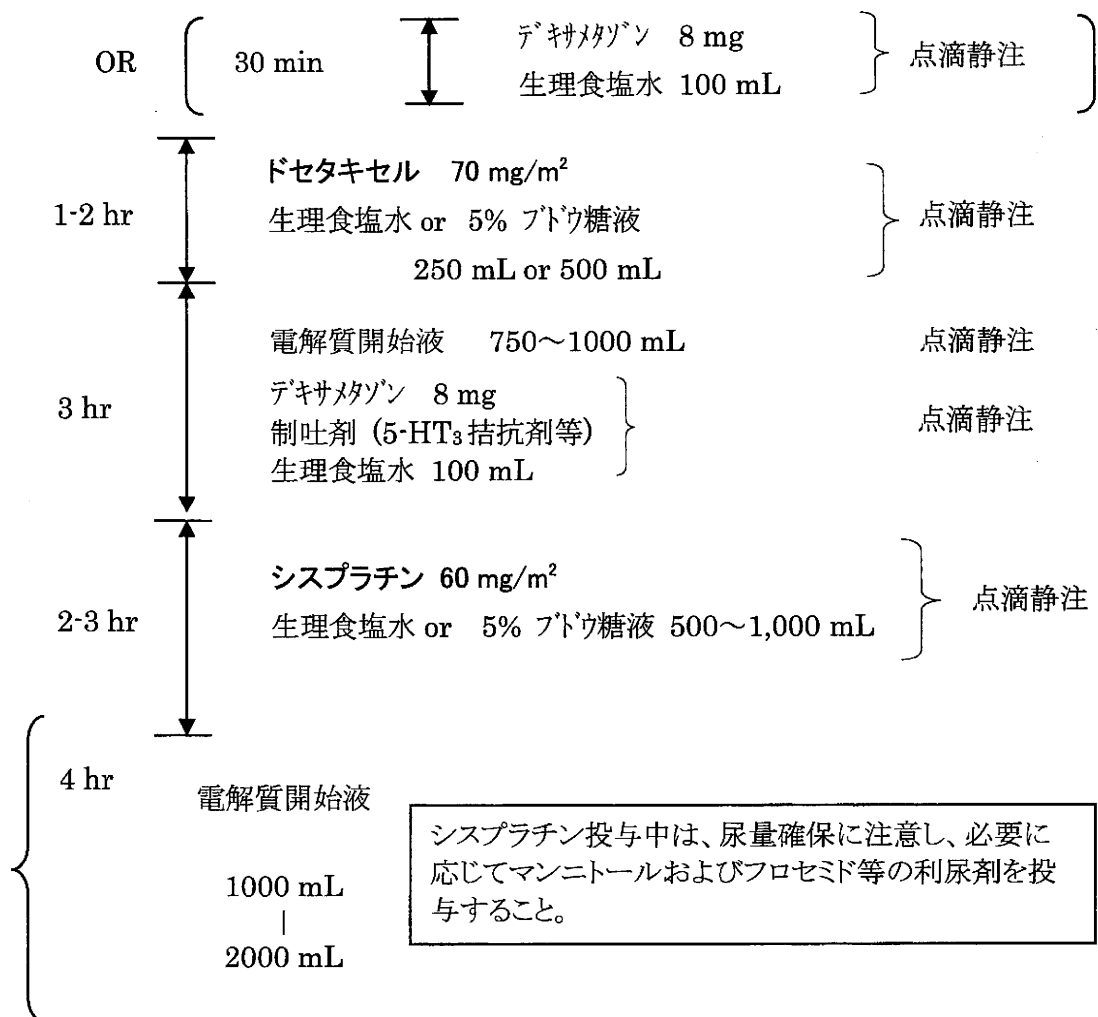 OR 30 min デキサメタゾン 8 mg
生理食塩水 100 mL
点滴静注
1-2 hr
ドセタキセル 70 mg/m²
生理食塩水 or 5% ブドウ糖液
250 mL or 500 mL
点滴静注
3 hr
電解質開始液 750～1000 mL 点滴静注
デキサメタゾン 8 mg
制吐剤 (5-HT₃拮抗剤等)
生理食塩水 100 mL
点滴静注
2-3 hr
シスプラチン 60 mg/m²
生理食塩水 or 5% ブドウ糖液 500～1,000 mL
点滴静注
4 hr
電解質開始液
1000 mL
|
2000 mL
シスプラチン投与中は、尿量確保に注意し、必要に
応じてマンニトールおよびフロセミド等の利尿剤を投
与すること。